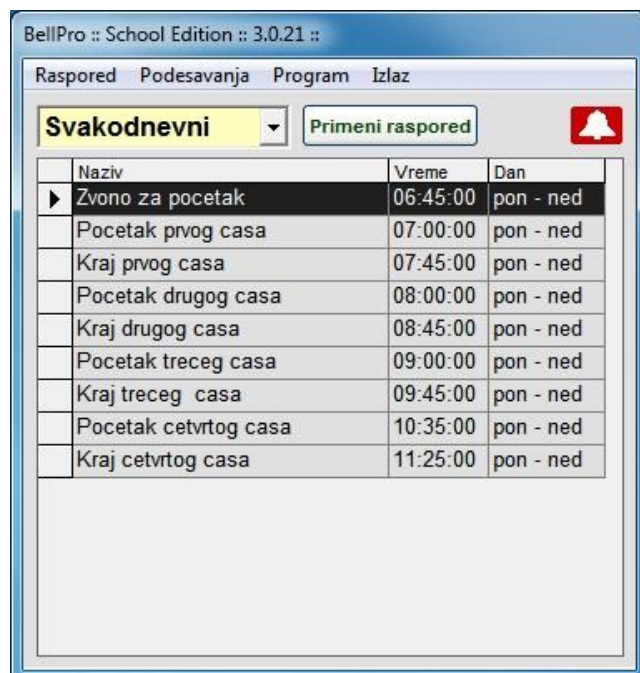 BellPro :: School Edition :: 3.0.21 ::
Raspored Podesavanja Program Izlaz
Svakodnevni Primeni raspored
Naziv Vreme Dan
Zvono za pocetak 06:45:00 pon - ned
Pocetak prvog casa 07:00:00 pon - ned
Kraj prvog casa 07:45:00 pon - ned
Pocetak drugog casa 08:00:00 pon - ned
Kraj drugog casa 08:45:00 pon - ned
Pocetak treceg casa 09:00:00 pon - ned
Kraj treceg casa 09:45:00 pon - ned
Pocetak cetvrtog casa 10:35:00 pon - ned
Kraj cetvrtog casa 11:25:00 pon - ned